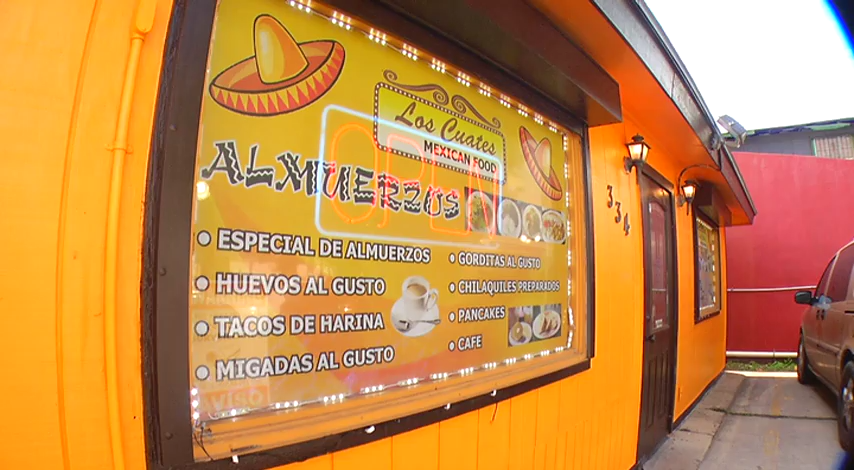 Los Cuates
MEXICAN FOOD
OPEN
ALMUERZOS
334
• ESPECIAL DE ALMUERZOS
• HUEVOS AL GUSTO
• TACOS DE HARINA
• MIGADAS AL GUSTO
• GORDITAS AL GUSTO
• CHILAQUILES PREPARADOS
• PANCAKES
• CAFE